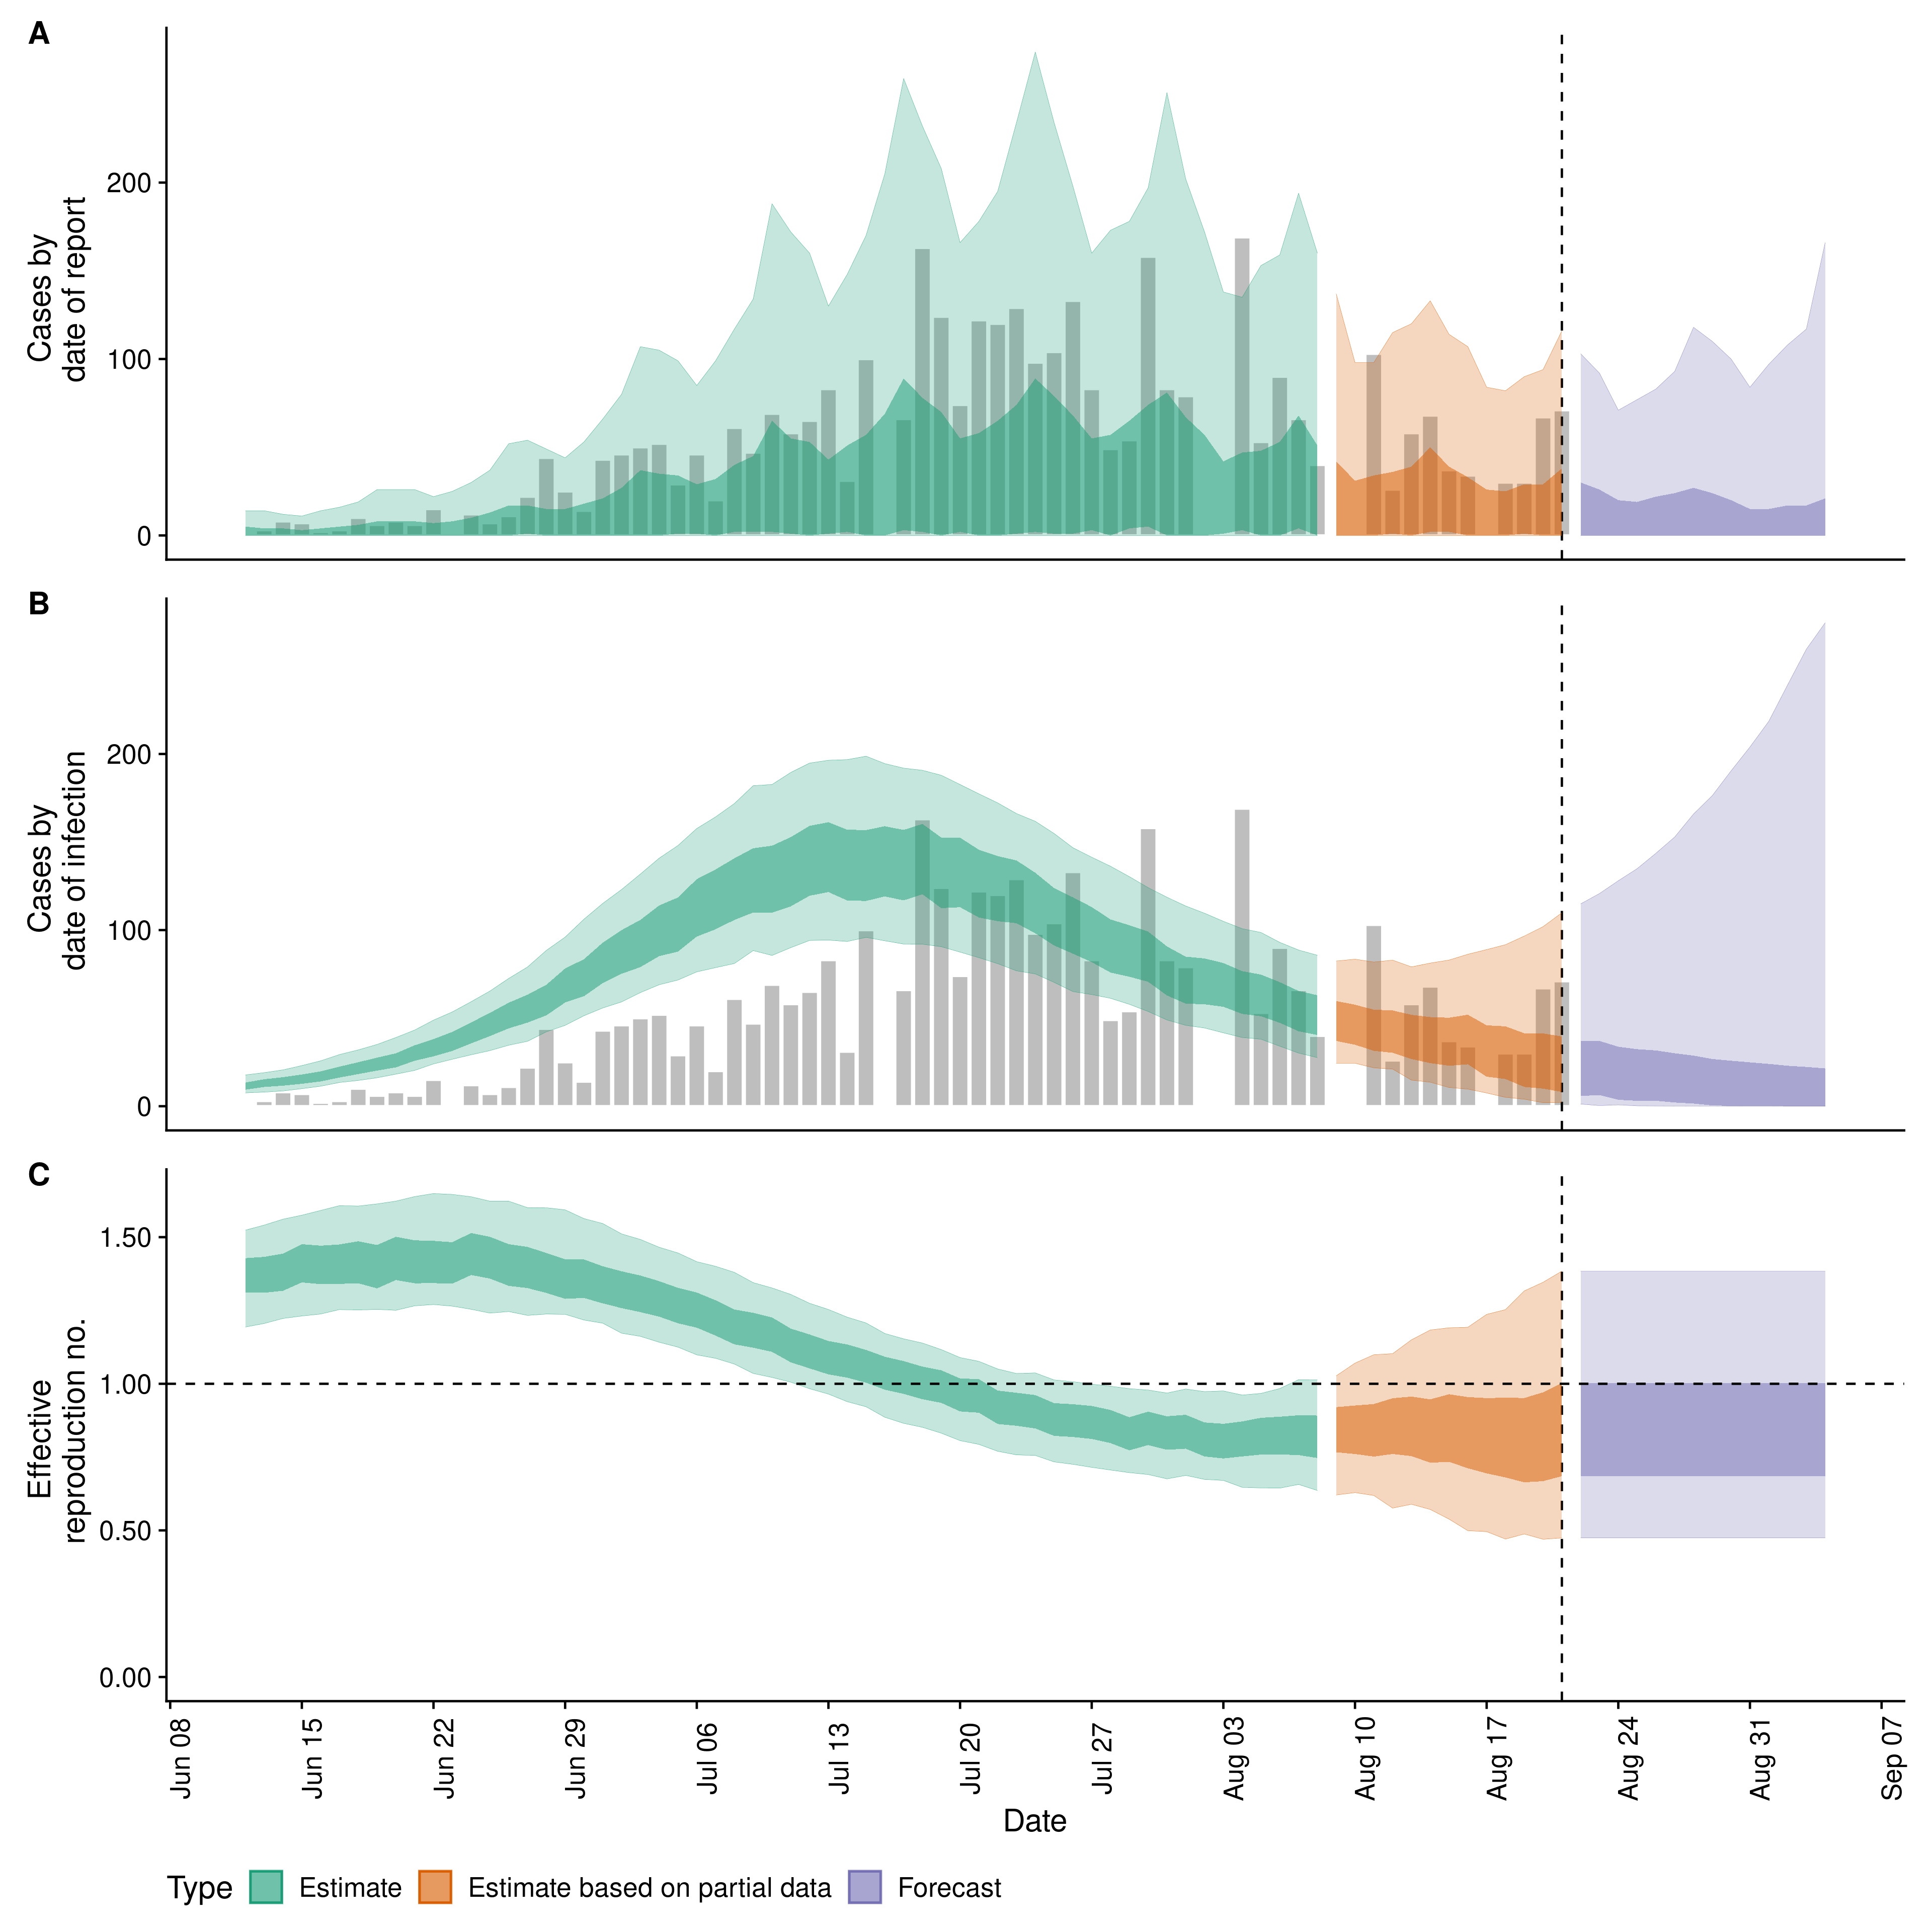 A
Cases by
date of report
200
100
0
B
Cases by
date of infection
200
100
0
C
Effective
reproduction no.
1.50
1.00
0.50
0.00
Jun 08
Jun 15
Jun 22
Jun 29
Jul 06
Jul 13
Jul 20
Jul 27
Aug 03
Aug 10
Aug 17
Aug 24
Aug 31
Sep 07
Date
Type Estimate Estimate based on partial data Forecast